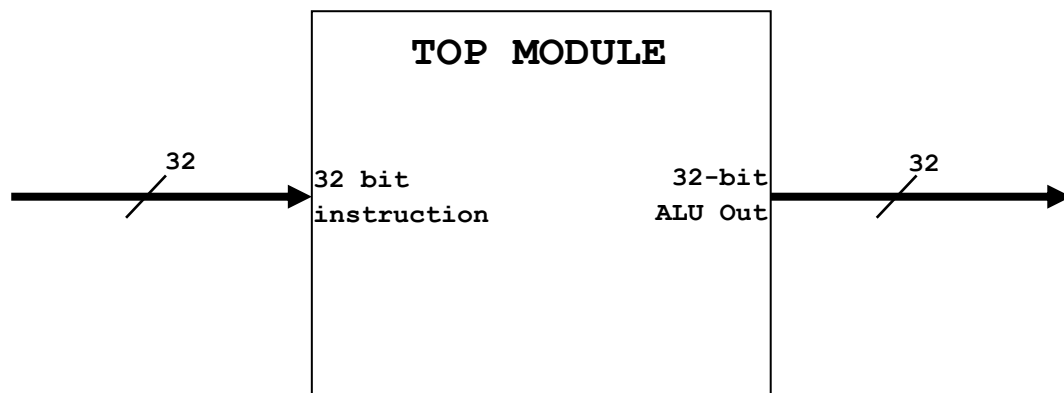 TOP MODULE
32
32 bit
instruction
32-bit
ALU Out
32